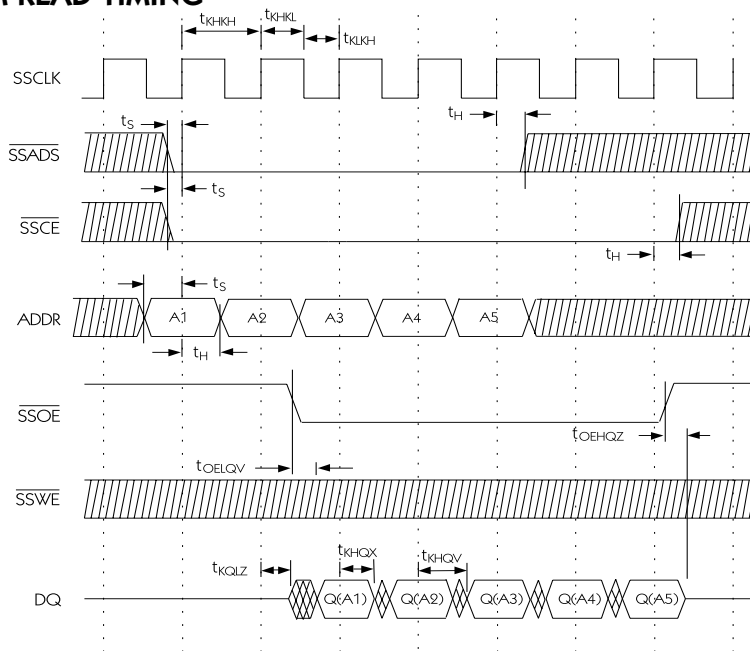 READ TIMING
tKHKH tKHKL tKLKH
SSCLK
tH
tS
SSADS
tS
SSCE
tH
tS
ADDR A1 A2 A3 A4 A5
tH
SSOE
tOEHQZ
tOELQV
SSWE
tKQLZ tKHQX tKHQV
DQ Q(A1) Q(A2) Q(A3) Q(A4) Q(A5)